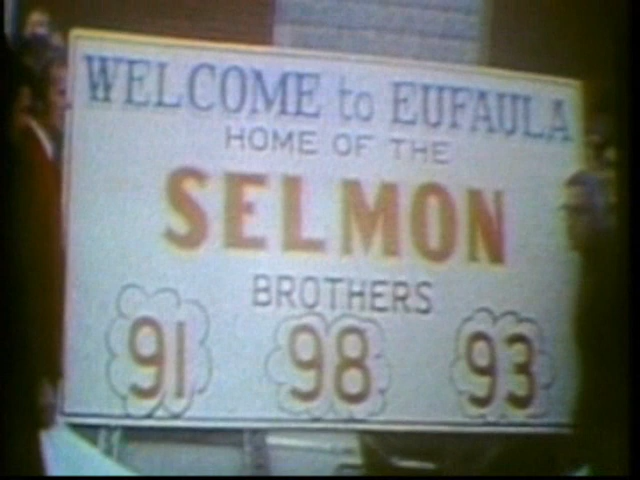 WELCOME to EUFAULA
HOME OF THE
SELMON
BROTHERS
91 98 93